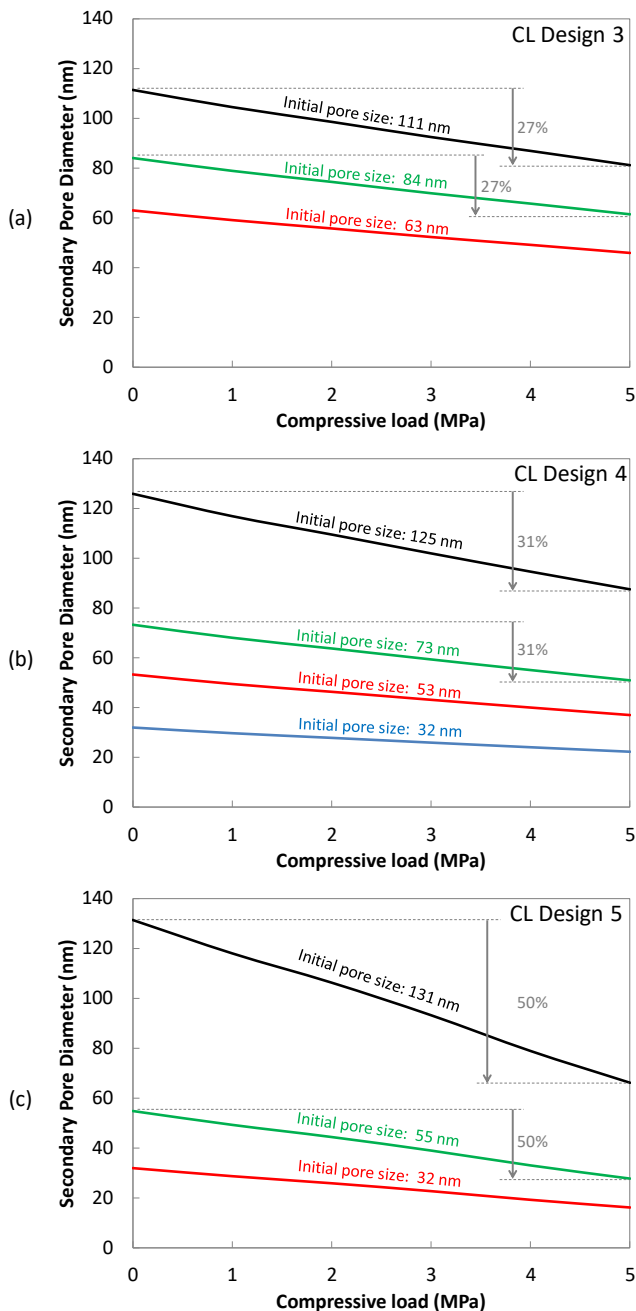 (a)
Secondary Pore Diameter (nm)
CL Design 3
140
120
100
80
60
40
20
0
Initial pore size: 111 nm
27%
Initial pore size: 84 nm
27%
Initial pore size: 63 nm
0 1 2 3 4 5
Compressive load (MPa)
(b)
Secondary Pore Diameter (nm)
CL Design 4
140
120
100
80
60
40
20
0
Initial pore size: 125 nm
31%
Initial pore size: 73 nm
31%
Initial pore size: 53 nm
Initial pore size: 32 nm
0 1 2 3 4 5
Compressive load (MPa)
(c)
Secondary Pore Diameter (nm)
CL Design 5
140
120
100
80
60
40
20
0
Initial pore size: 131 nm
50%
Initial pore size: 55 nm
50%
Initial pore size: 32 nm
0 1 2 3 4 5
Compressive load (MPa)